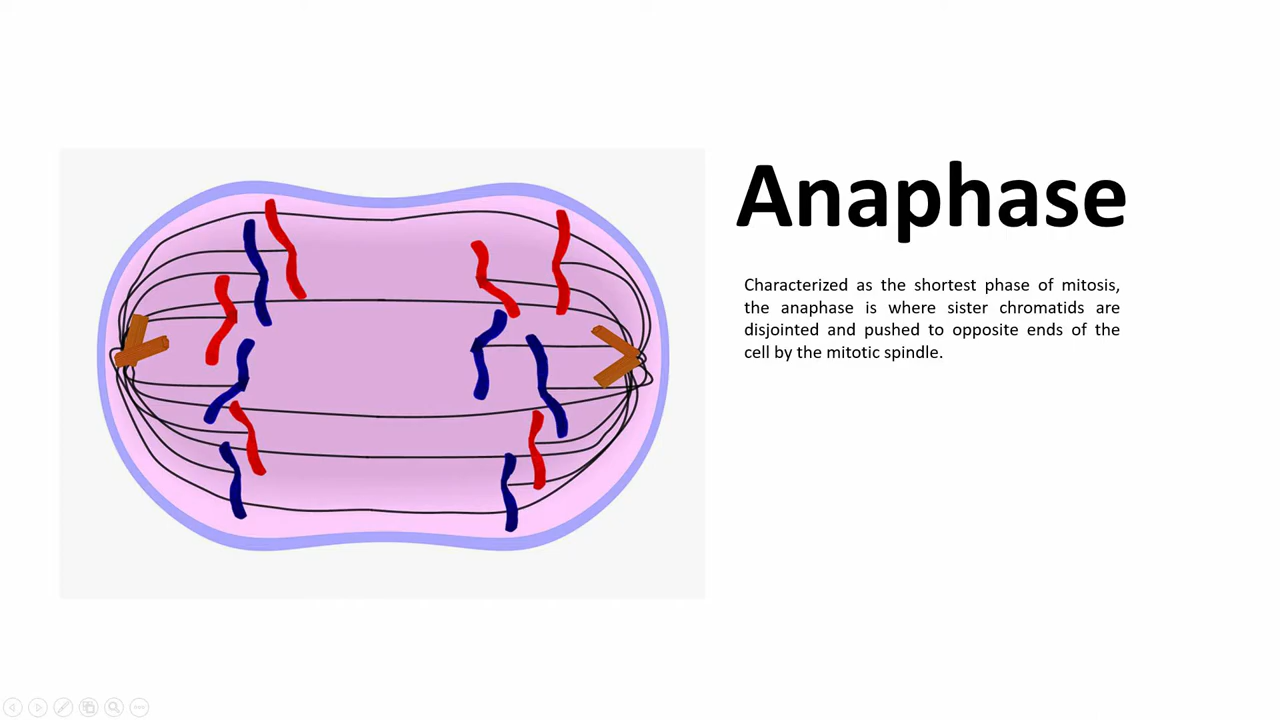 Anaphase
Characterized as the shortest phase of mitosis,
the anaphase is where sister chromatids are
disjointed and pushed to opposite ends of the
cell by the mitotic spindle.